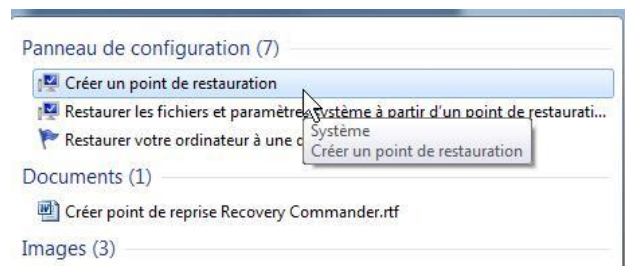 Panneau de configuration (7)
Créer un point de restauration
Restaurer les fichiers et paramètres système à partir d'un point de restaurati...
Restaurer votre ordinateur à une
Système
Créer un point de restauration
Documents (1)
Créer point de reprise Recovery Commander.rtf
Images (3)